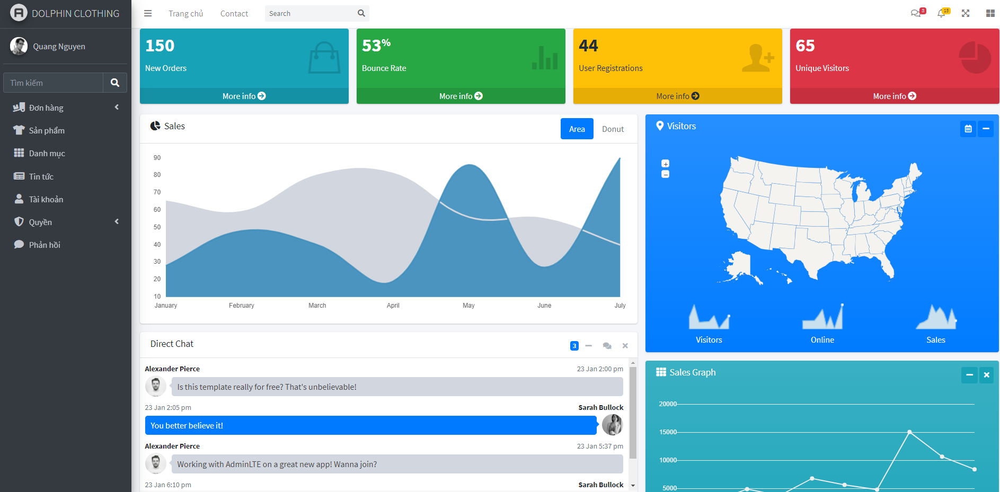 DOLPHIN CLOTHING
Quang Nguyen
Tìm kiếm
Đơn hàng
Sản phẩm
Danh mục
Tin tức
Tài khoản
Quyền
Phản hồi
Trang chủ Contact Search 3 15
150
New Orders
More info
53%
Bounce Rate
More info
44
User Registrations
More info
65
Unique Visitors
More info
Sales Area Donut
90
80
70
60
50
40
30
20
10
January February March April May June July
Direct Chat 3
Alexander Pierce 23 Jan 2:00 pm
Is this template really for free? That's unbelievable!
23 Jan 2:05 pm Sarah Bullock
You better believe it!
Alexander Pierce 23 Jan 5:37 pm
Working with AdminLTE on a great new app! Wanna join?
23 Jan 6:10 pm Sarah Bullock
Visitors
+
−
Visitors Online Sales
Sales Graph
20000
15000
10000
5000